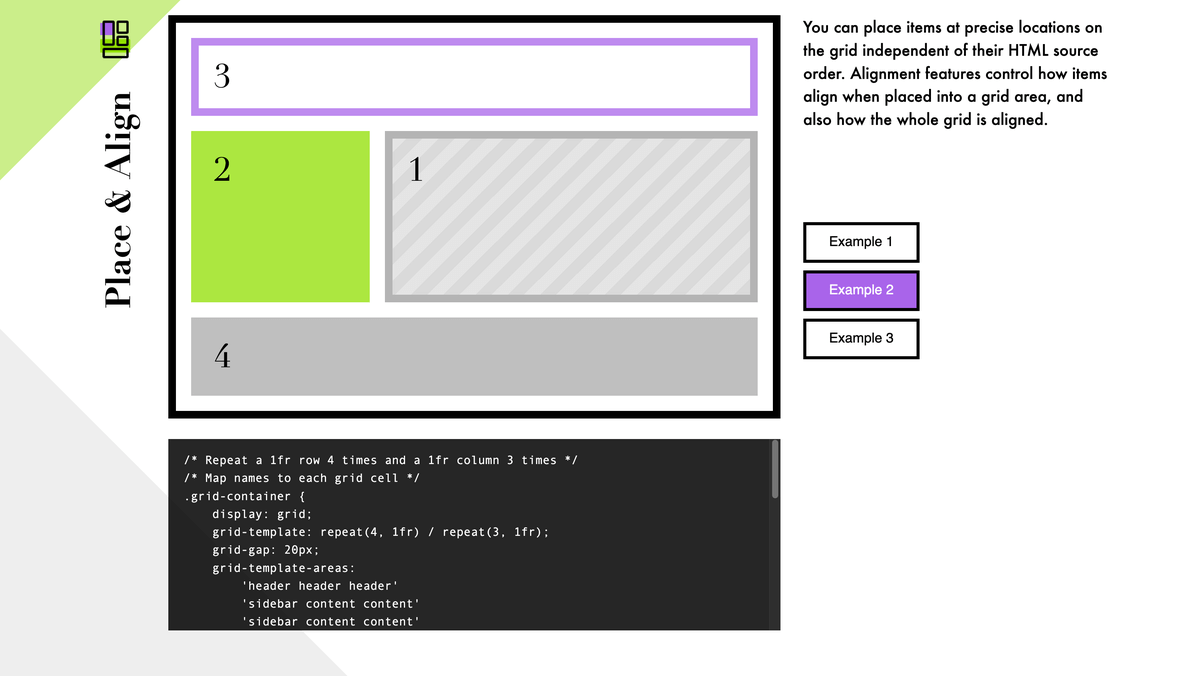 Place & Align
3
2
1
4
You can place items at precise locations on
the grid independent of their HTML source
order. Alignment features control how items
align when placed into a grid area, and
also how the whole grid is aligned.
Example 1
Example 2
Example 3
/* Repeat a 1fr row 4 times and a 1fr column 3 times */
/* Map names to each grid cell */
.grid-container {
    display: grid;
    grid-template: repeat(4, 1fr) / repeat(3, 1fr);
    grid-gap: 20px;
    grid-template-areas:
        'header header header'
        'sidebar content content'
        'sidebar content content'